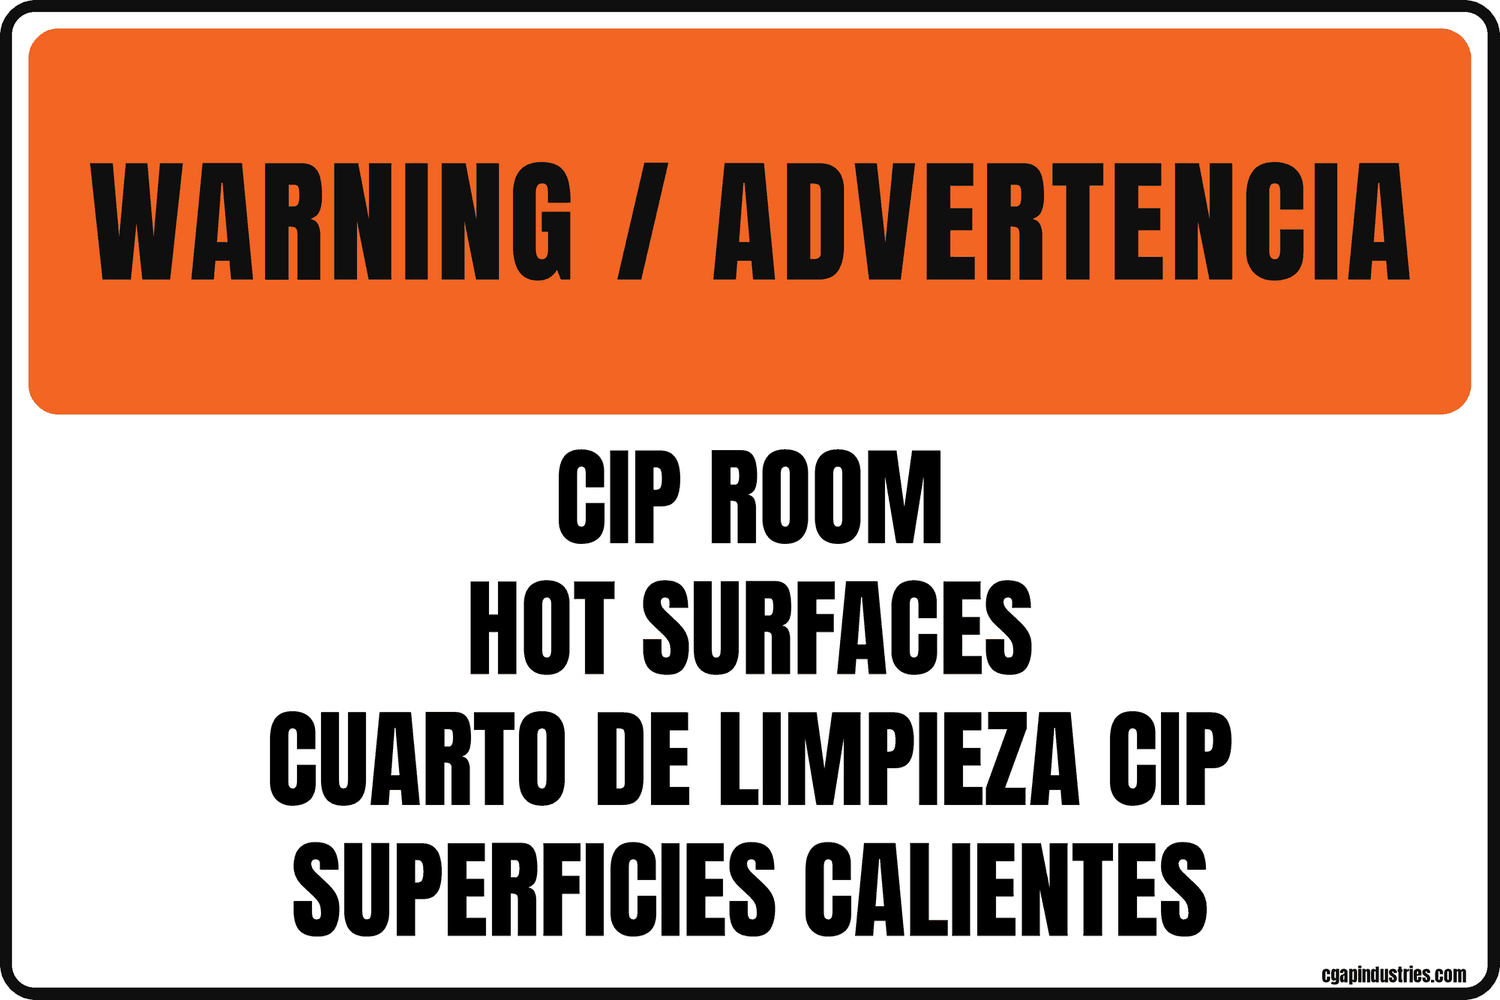 WARNING / ADVERTENCIA
CIP ROOM
HOT SURFACES
CUARTO DE LIMPIEZA CIP
SUPERFICIES CALIENTES
cgapindustries.com